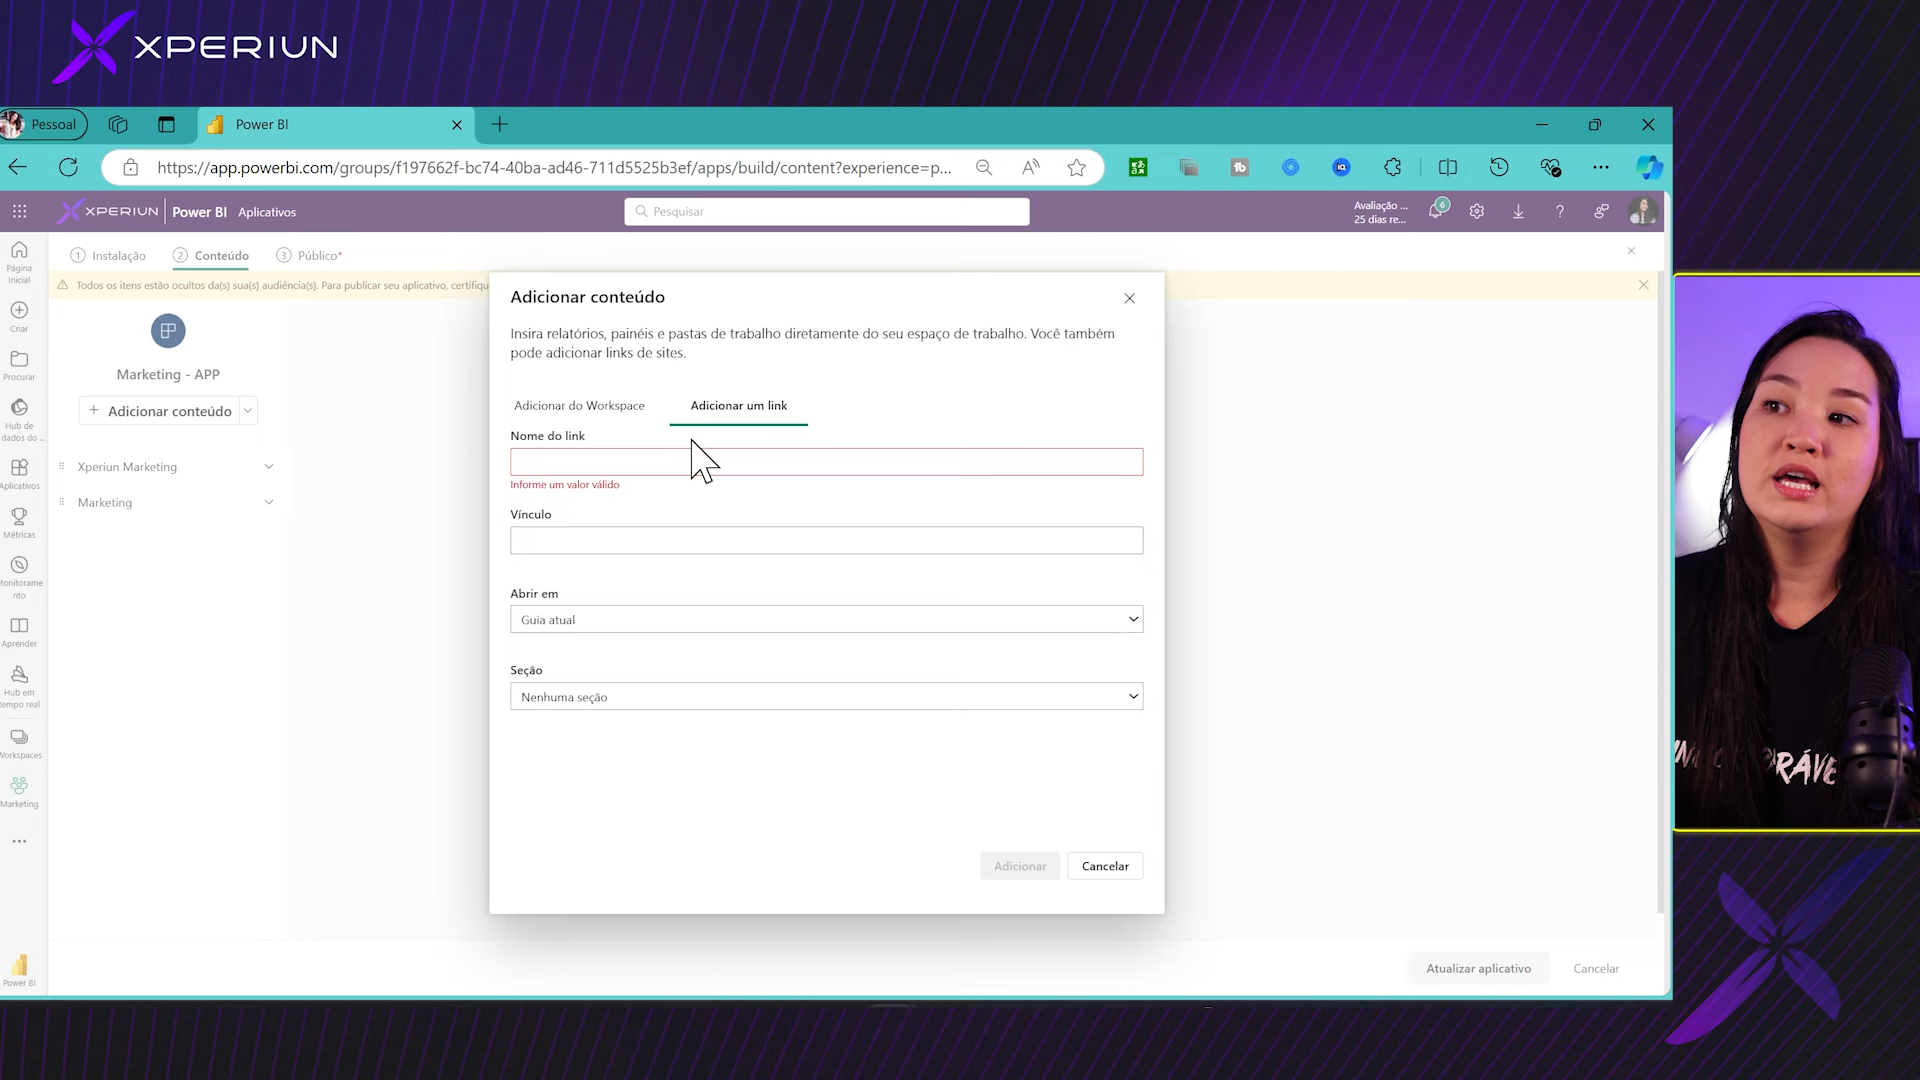 XPERIUN
Pessoal
Power BI
https://app.powerbi.com/groups/f197662f-bc74-40ba-ad46-711d5525b3ef/apps/build/content?experience=p...
XPERIUN
Power BI
Aplicativos
Pesquisar
Avaliação ...
25 dias re...
6
1 Instalação
2 Conteúdo
3 Público*
Todos os itens estão ocultos da(s) sua(s) audiência(s). Para publicar seu aplicativo, certifiqu
Página
Inicial
Criar
Procurar
Hub de
dados do ...
Aplicativos
Métricas
Monitorame
nto
Aprender
Hub em
tempo real
Workspaces
Marketing
Power BI
Marketing - APP
Adicionar conteúdo
Xperiun Marketing
Marketing
Adicionar conteúdo
Insira relatórios, painéis e pastas de trabalho diretamente do seu espaço de trabalho. Você também
pode adicionar links de sites.
Adicionar do Workspace
Adicionar um link
Nome do link
Informe um valor válido
Vínculo
Abrir em
Guia atual
Seção
Nenhuma seção
Adicionar
Cancelar
Atualizar aplicativo
Cancelar